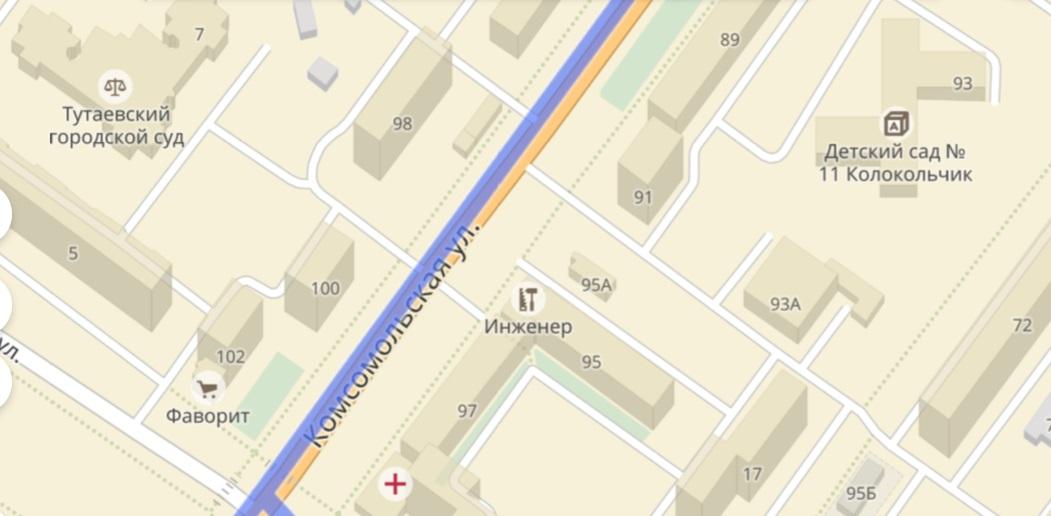 7
89
93
98
Тутаевский
городской суд
Детский сад №
11 Колокольчик
91
5
100
95А
93А
Комсомольская ул.
Инженер
72
ул.
102
95
Фаворит
97
17
95Б